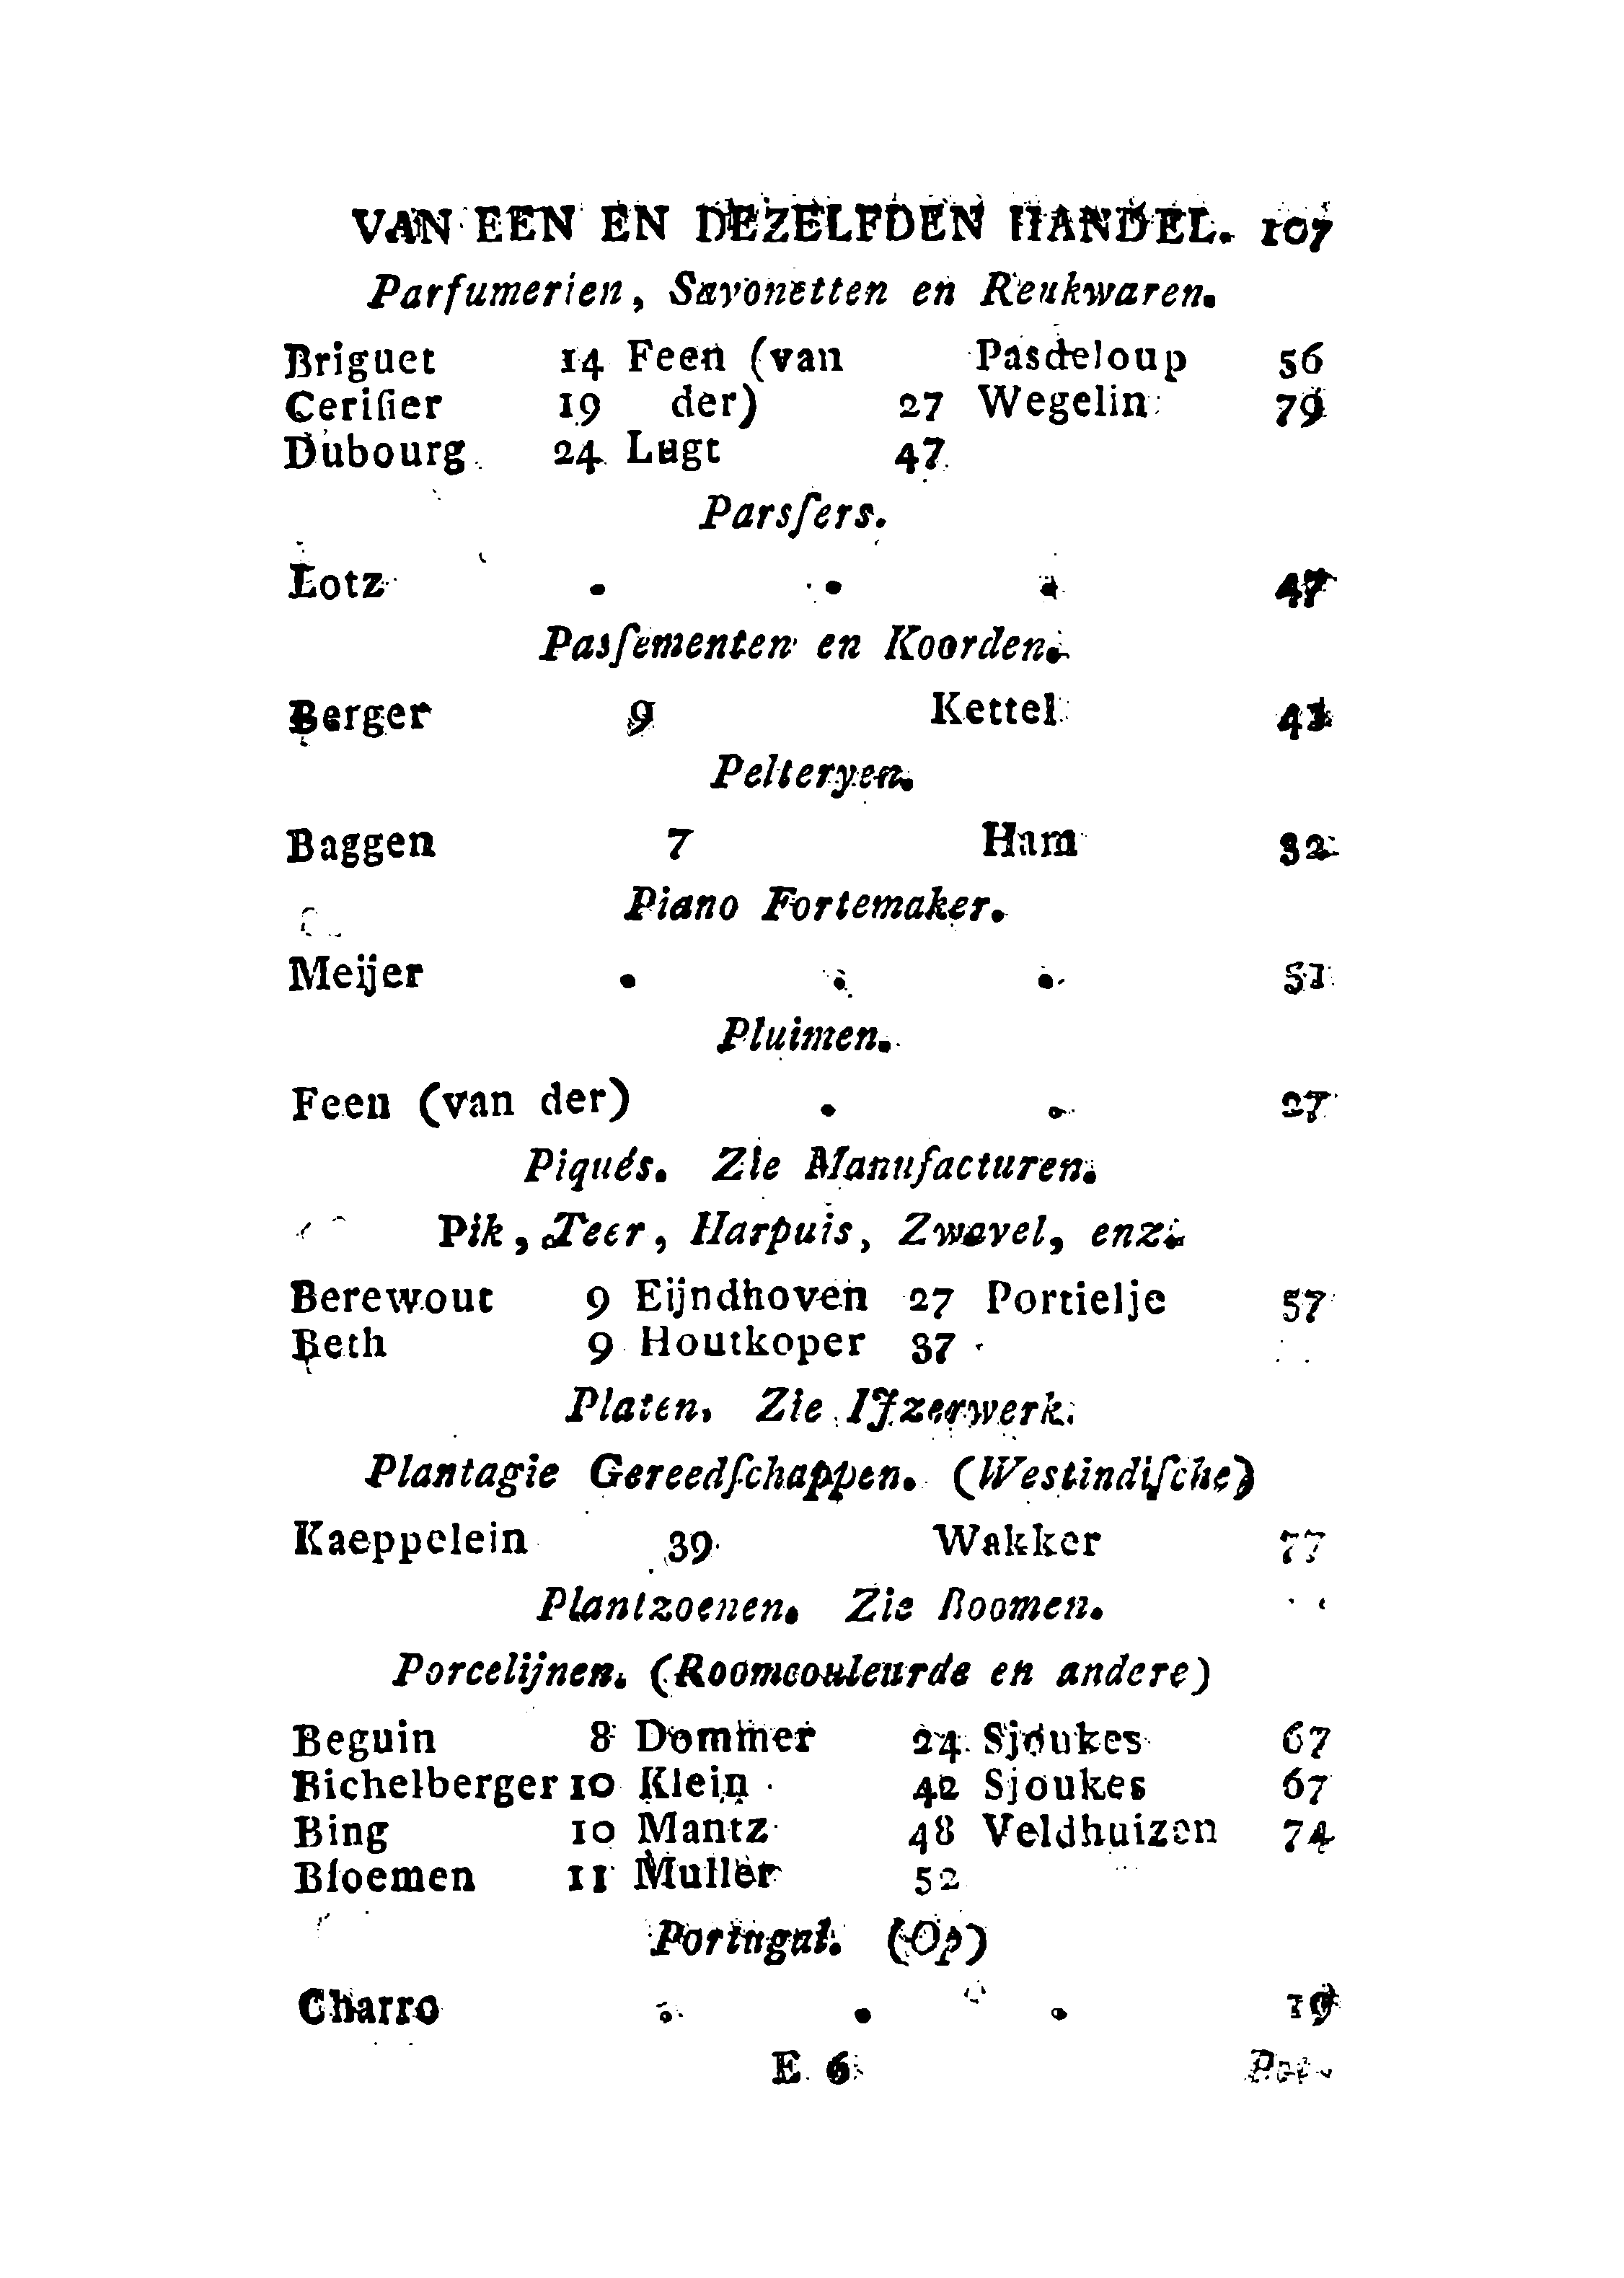 VAN EEN EN DEZELFDEN HANDEL. 107
Parfumerien, Savonetten en Reukwaren.
Briguet 14 Feen (van Pasdeloup 56
Ceriſier 19 der) 27 Wegelin 79
Dubourg 24 Lugt 47
Parsſers.
Lotz . . . 47
Pasſementen en Koorden.
Berger 9 Kettel 41
Pelteryen.
Baggen 7 Ham 32
Piano Fortemaker.
Meijer . . . 51
Pluimen.
Feen (van der) . . 27
Piqués. Zie Manufacturen.
Pik, Teer, Harpuis, Zwavel, enz.
Berewout 9 Eijndhoven 27 Portielje 57
Beth 9 Houtkoper 37
Platen. Zie IJzerwerk.
Plantagie Gereedſchappen. (Westindiſche)
Kaeppelein 39 Wakker 77
Plantzoenen. Zie Boomen.
Porcelijnen. (Roomcouleurde en andere)
Beguin 8 Dommer 24 Sjoukes 67
Bichelberger 10 Klein 42 Sjoukes 67
Bing 10 Mantz 48 Veldhuizen 74
Bloemen 11 Muller 52
Portugal. (Op)
Charro . . . 19
E 6 Por-